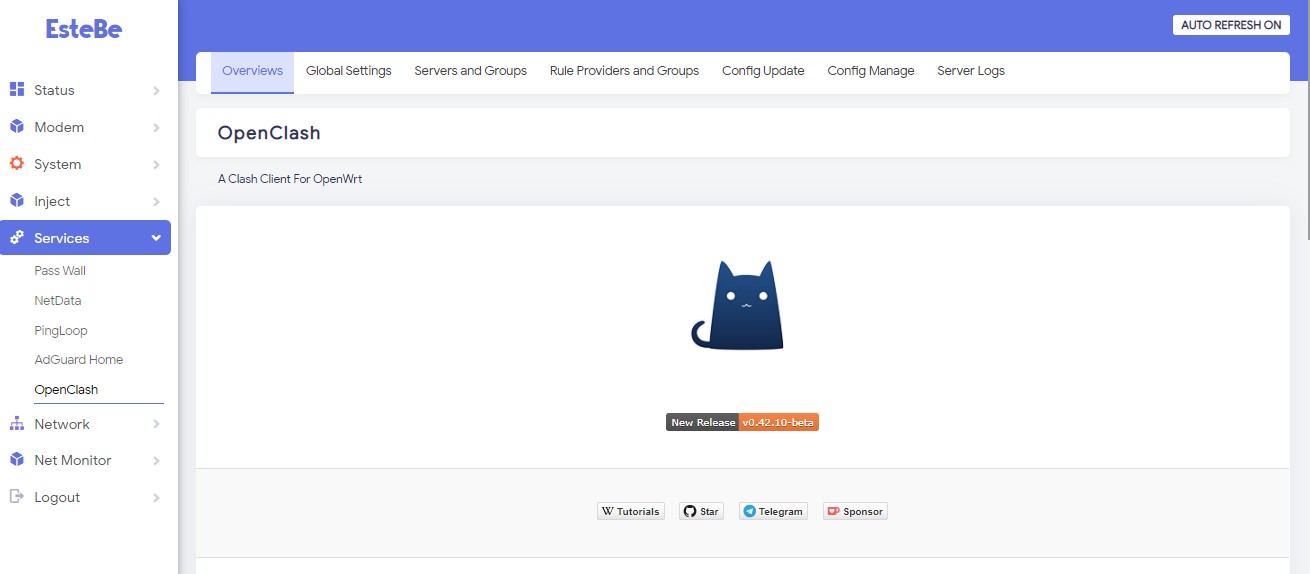 EsteBe
AUTO REFRESH ON
Overviews Global Settings Servers and Groups Rule Providers and Groups Config Update Config Manage Server Logs
Status
Modem
System
Inject
Services
Pass Wall
NetData
PingLoop
AdGuard Home
OpenClash
Network
Net Monitor
Logout
OpenClash
A Clash Client For OpenWrt
New Release v0.42.10-beta
W Tutorials Star Telegram Sponsor